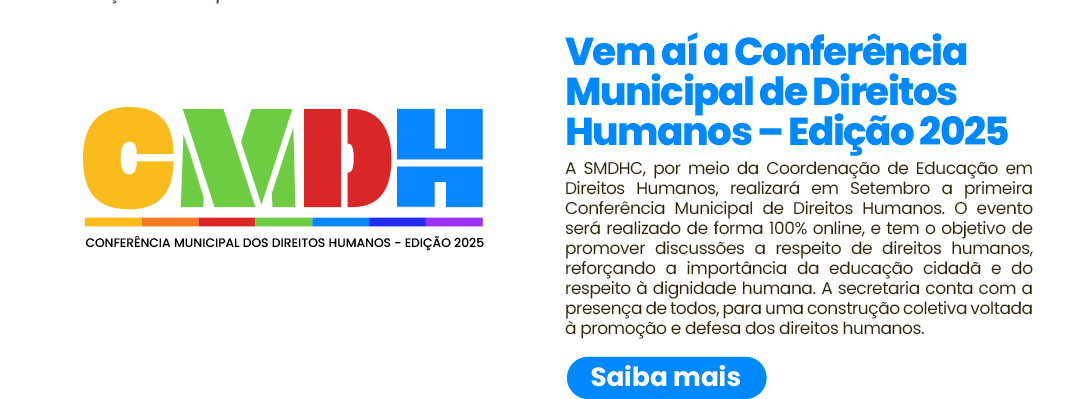 CMDH
CONFERÊNCIA MUNICIPAL DOS DIREITOS HUMANOS - EDIÇÃO 2025
Vem aí a Conferência
Municipal de Direitos
Humanos – Edição 2025
A SMDHC, por meio da Coordenação de Educação em
Direitos Humanos, realizará em Setembro a primeira
Conferência Municipal de Direitos Humanos. O evento
será realizado de forma 100% online, e tem o objetivo de
promover discussões a respeito de direitos humanos,
reforçando a importância da educação cidadã e do
respeito à dignidade humana. A secretaria conta com a
presença de todos, para uma construção coletiva voltada
à promoção e defesa dos direitos humanos.
Saiba mais